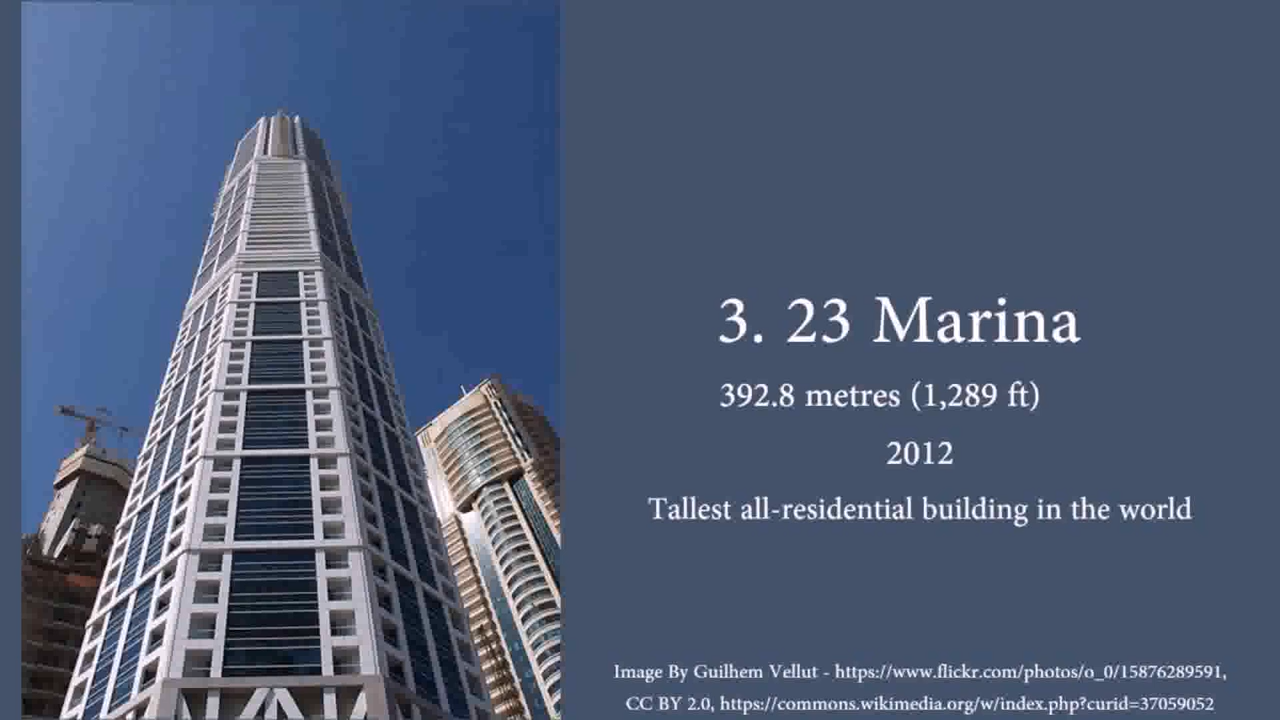 3. 23 Marina
392.8 metres (1,289 ft)
2012
Tallest all-residential building in the world
Image By Guilhem Vellut - https://www.flickr.com/photos/o_0/15876289591,
CC BY 2.0, https://commons.wikimedia.org/w/index.php?curid=37059052